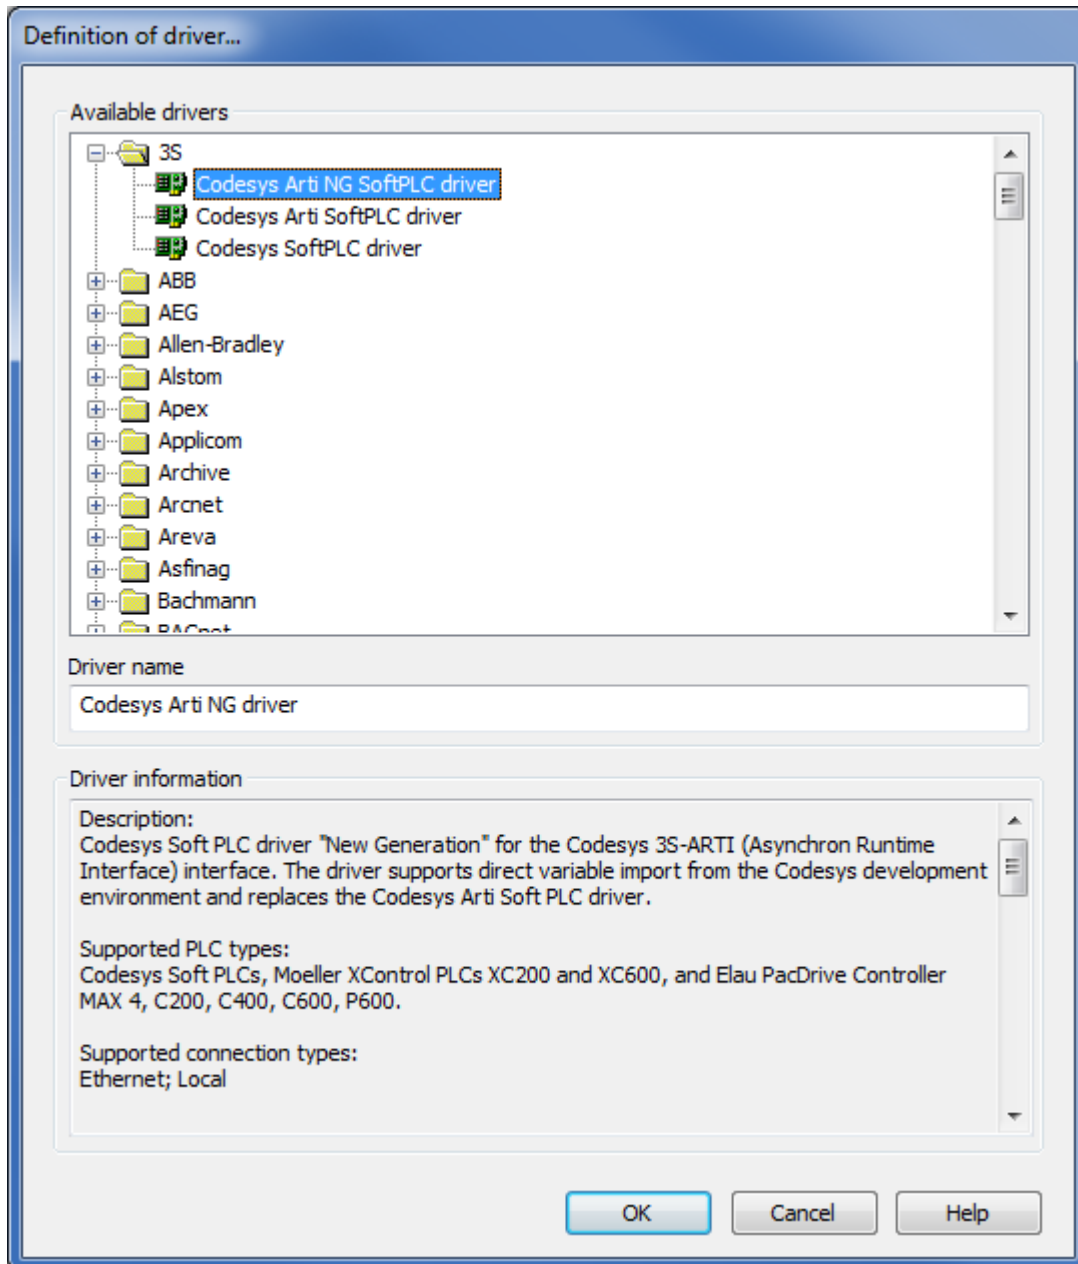 Definition of driver...
Available drivers
3S
Codesys Arti NG SoftPLC driver
Codesys Arti SoftPLC driver
Codesys SoftPLC driver
ABB
AEG
Allen-Bradley
Alstom
Apex
Applicom
Archive
Arcnet
Areva
Asfinag
Bachmann
BACnet
Driver name
Codesys Arti NG driver
Driver information
Description:
Codesys Soft PLC driver "New Generation" for the Codesys 3S-ARTI (Asynchron Runtime
Interface) interface. The driver supports direct variable import from the Codesys development
environment and replaces the Codesys Arti Soft PLC driver.
Supported PLC types:
Codesys Soft PLCs, Moeller XControl PLCs XC200 and XC600, and Elau PacDrive Controller
MAX 4, C200, C400, C600, P600.
Supported connection types:
Ethernet; Local
OK
Cancel
Help